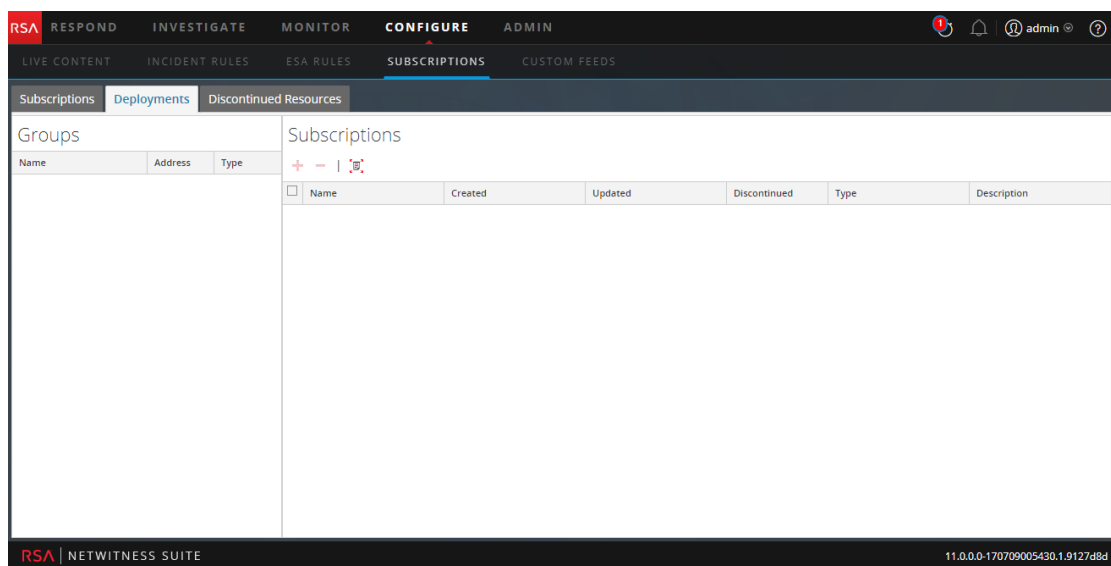 RSA RESPOND INVESTIGATE MONITOR CONFIGURE ADMIN 1 admin ?
LIVE CONTENT INCIDENT RULES ESA RULES SUBSCRIPTIONS CUSTOM FEEDS
Subscriptions Deployments Discontinued Resources
Groups
Name Address Type
Subscriptions
Name Created Updated Discontinued Type Description
RSA | NETWITNESS SUITE 11.0.0.0-170709005430.1.9127d8d